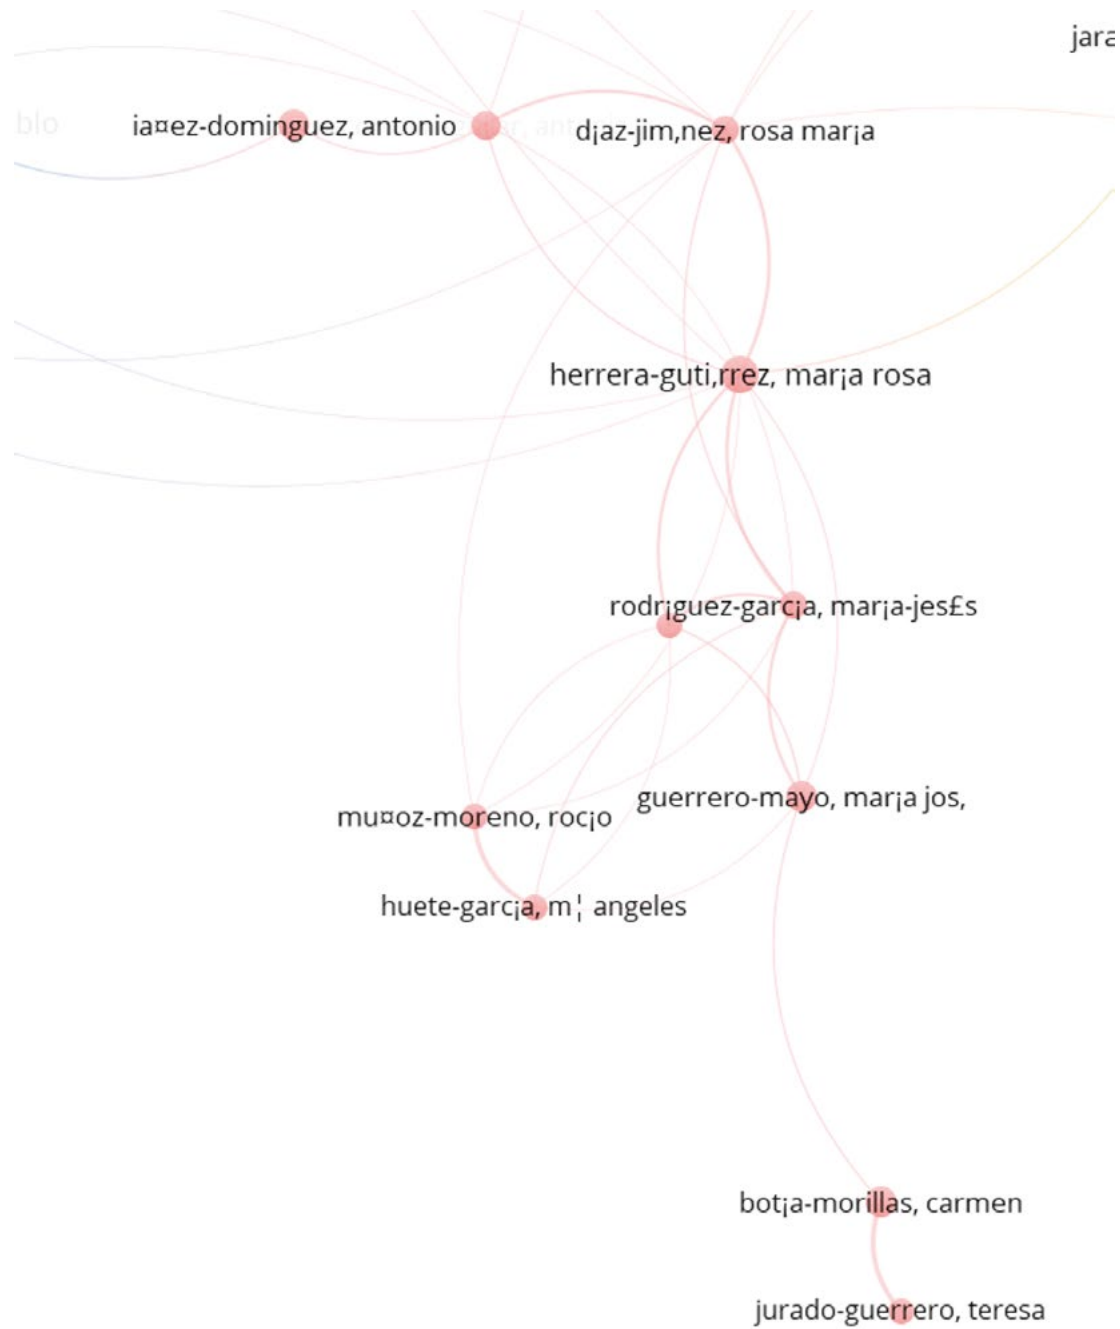 jara
blo
ia¤ez-dominguez, antonio
d¡az-jim‚nez, rosa mar¡a
herrera-guti‚rrez, mar¡a rosa
rodr¡guez-garc¡a, mar¡a-jes£s
guerrero-mayo, mar¡a jos‚
mu¤oz-moreno, roc¡o
huete-garc¡a, m¦ angeles
bot¡a-morillas, carmen
jurado-guerrero, teresa